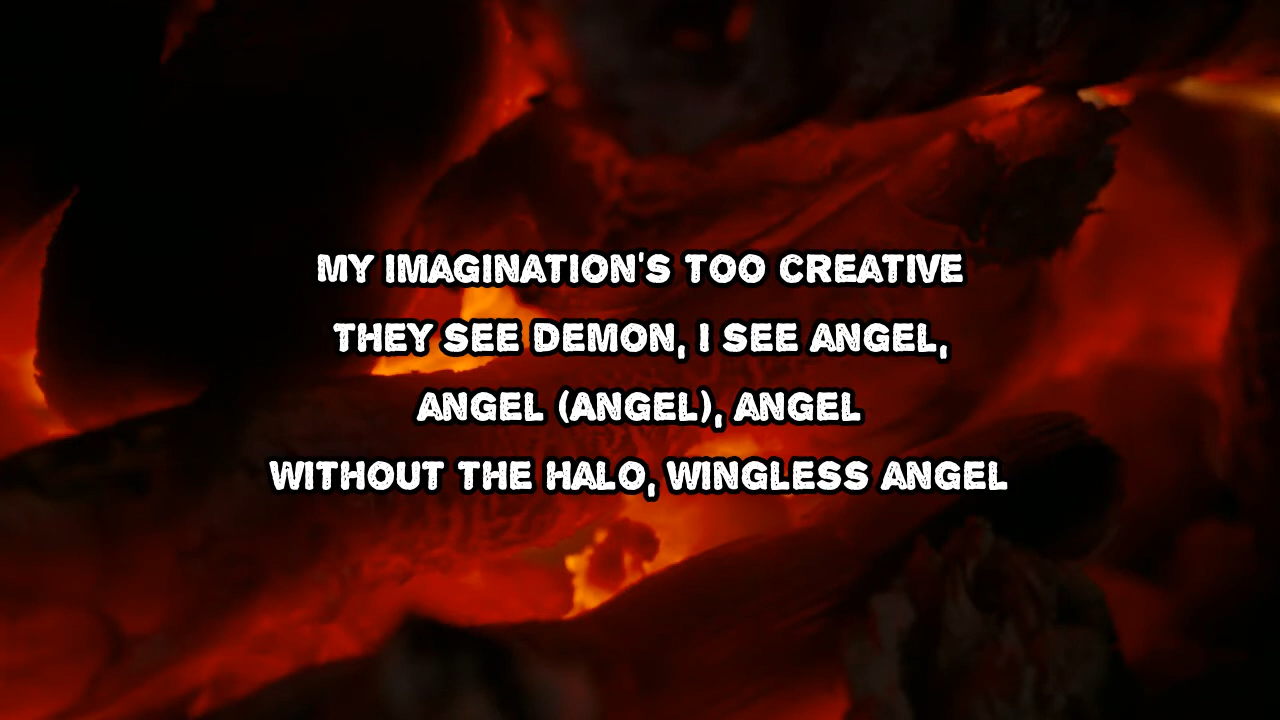 MY IMAGINATION'S TOO CREATIVE
THEY SEE DEMON, I SEE ANGEL,
ANGEL (ANGEL), ANGEL
WITHOUT THE HALO, WINGLESS ANGEL